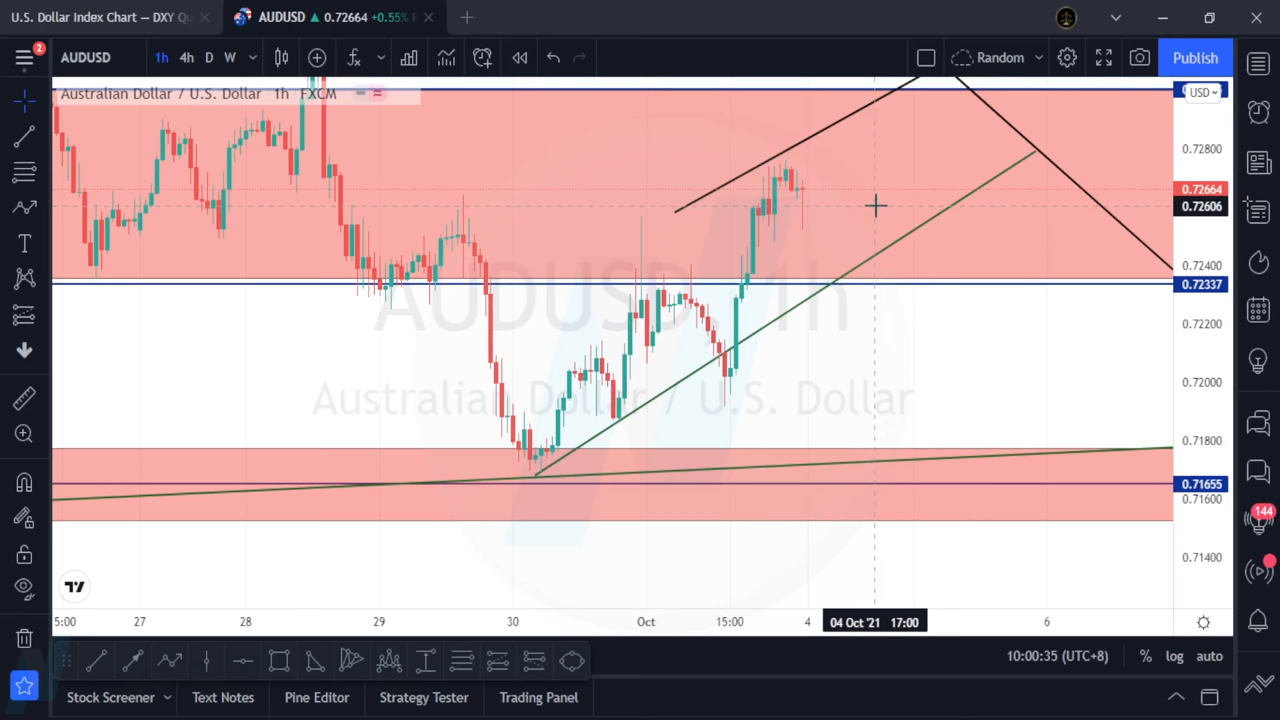 U.S. Dollar Index Chart — DXY Qu
AUDUSD ▲ 0.72664 +0.55%
2
AUDUSD 1h 4h D W
Random
Publish
Australian Dollar / U.S. Dollar · 1h · FXCM
USD
0.72800
0.72664
0.72606
0.72400
0.72337
0.72200
0.72000
0.71800
0.71655
0.71600
0.71400
AUDUSD, 1h
Australian Dollar / U.S. Dollar
144
5:00 27 28 29 30 Oct 15:00 4 04 Oct '21 17:00 6
10:00:35 (UTC+8) % log auto
Stock Screener Text Notes Pine Editor Strategy Tester Trading Panel